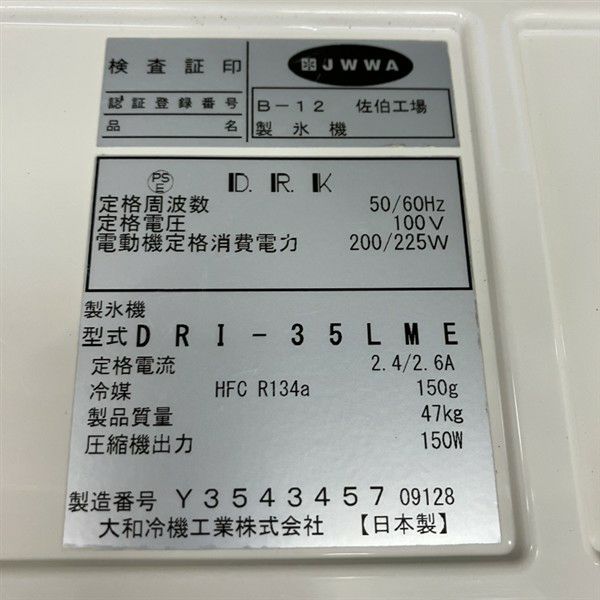 検査証印 JWWA
認証登録番号 B-12 佐伯工場
品名 製氷機
PSE D.R.K
定格周波数 50/60Hz
定格電圧 100V
電動機定格消費電力 200/225W
製氷機
型式 DRI-35LME
定格電流 2.4/2.6A
冷媒 HFC R134a 150g
製品質量 47kg
圧縮機出力 150W
製造番号 Y3543457 09128
大和冷機工業株式会社 【日本製】